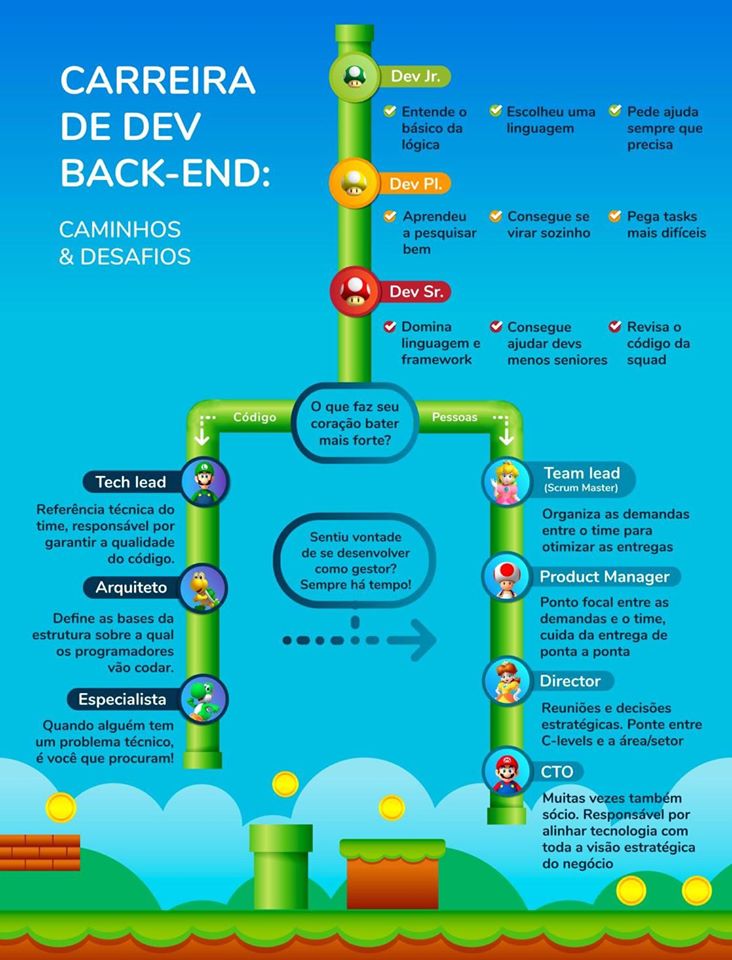 CARREIRA
DE DEV
BACK-END:
CAMINHOS
& DESAFIOS
Dev Jr.
Entende o
básico da
lógica
Escolheu uma
linguagem
Pede ajuda
sempre que
precisa
Dev Pl.
Aprendeu
a pesquisar
bem
Consegue se
virar sozinho
Pega tasks
mais difíceis
Dev Sr.
Domina
linguagem e
framework
Consegue
ajudar devs
menos seniores
Revisa o
código da
squad
O que faz seu
coração bater
mais forte?
Código
Pessoas
Tech lead
Referência técnica do
time, responsável por
garantir a qualidade
do código.
Arquiteto
Define as bases da
estrutura sobre a qual
os programadores
vão codar.
Especialista
Quando alguém tem
um problema técnico,
é você que procuram!
Sentiu vontade
de se desenvolver
como gestor?
Sempre há tempo!
Team lead
(Scrum Master)
Organiza as demandas
entre o time para
otimizar as entregas
Product Manager
Ponto focal entre as
demandas e o time,
cuida da entrega de
ponta a ponta
Director
Reuniões e decisões
estratégicas. Ponte entre
C-levels e a área/setor
CTO
Muitas vezes também
sócio. Responsável por
alinhar tecnologia com
toda a visão estratégica
do negócio